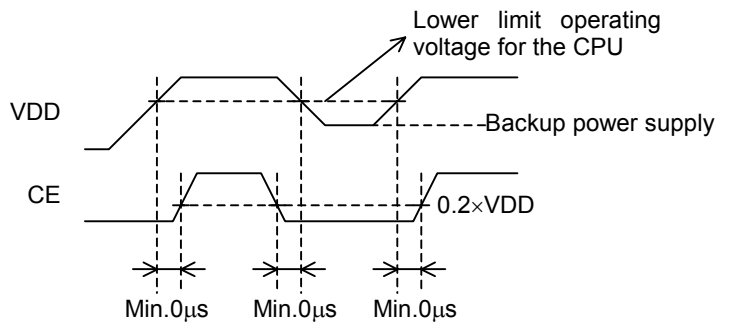 Lower limit operating
voltage for the CPU
VDD
Backup power supply
CE
0.2×VDD
Min.0μs Min.0μs Min.0μs